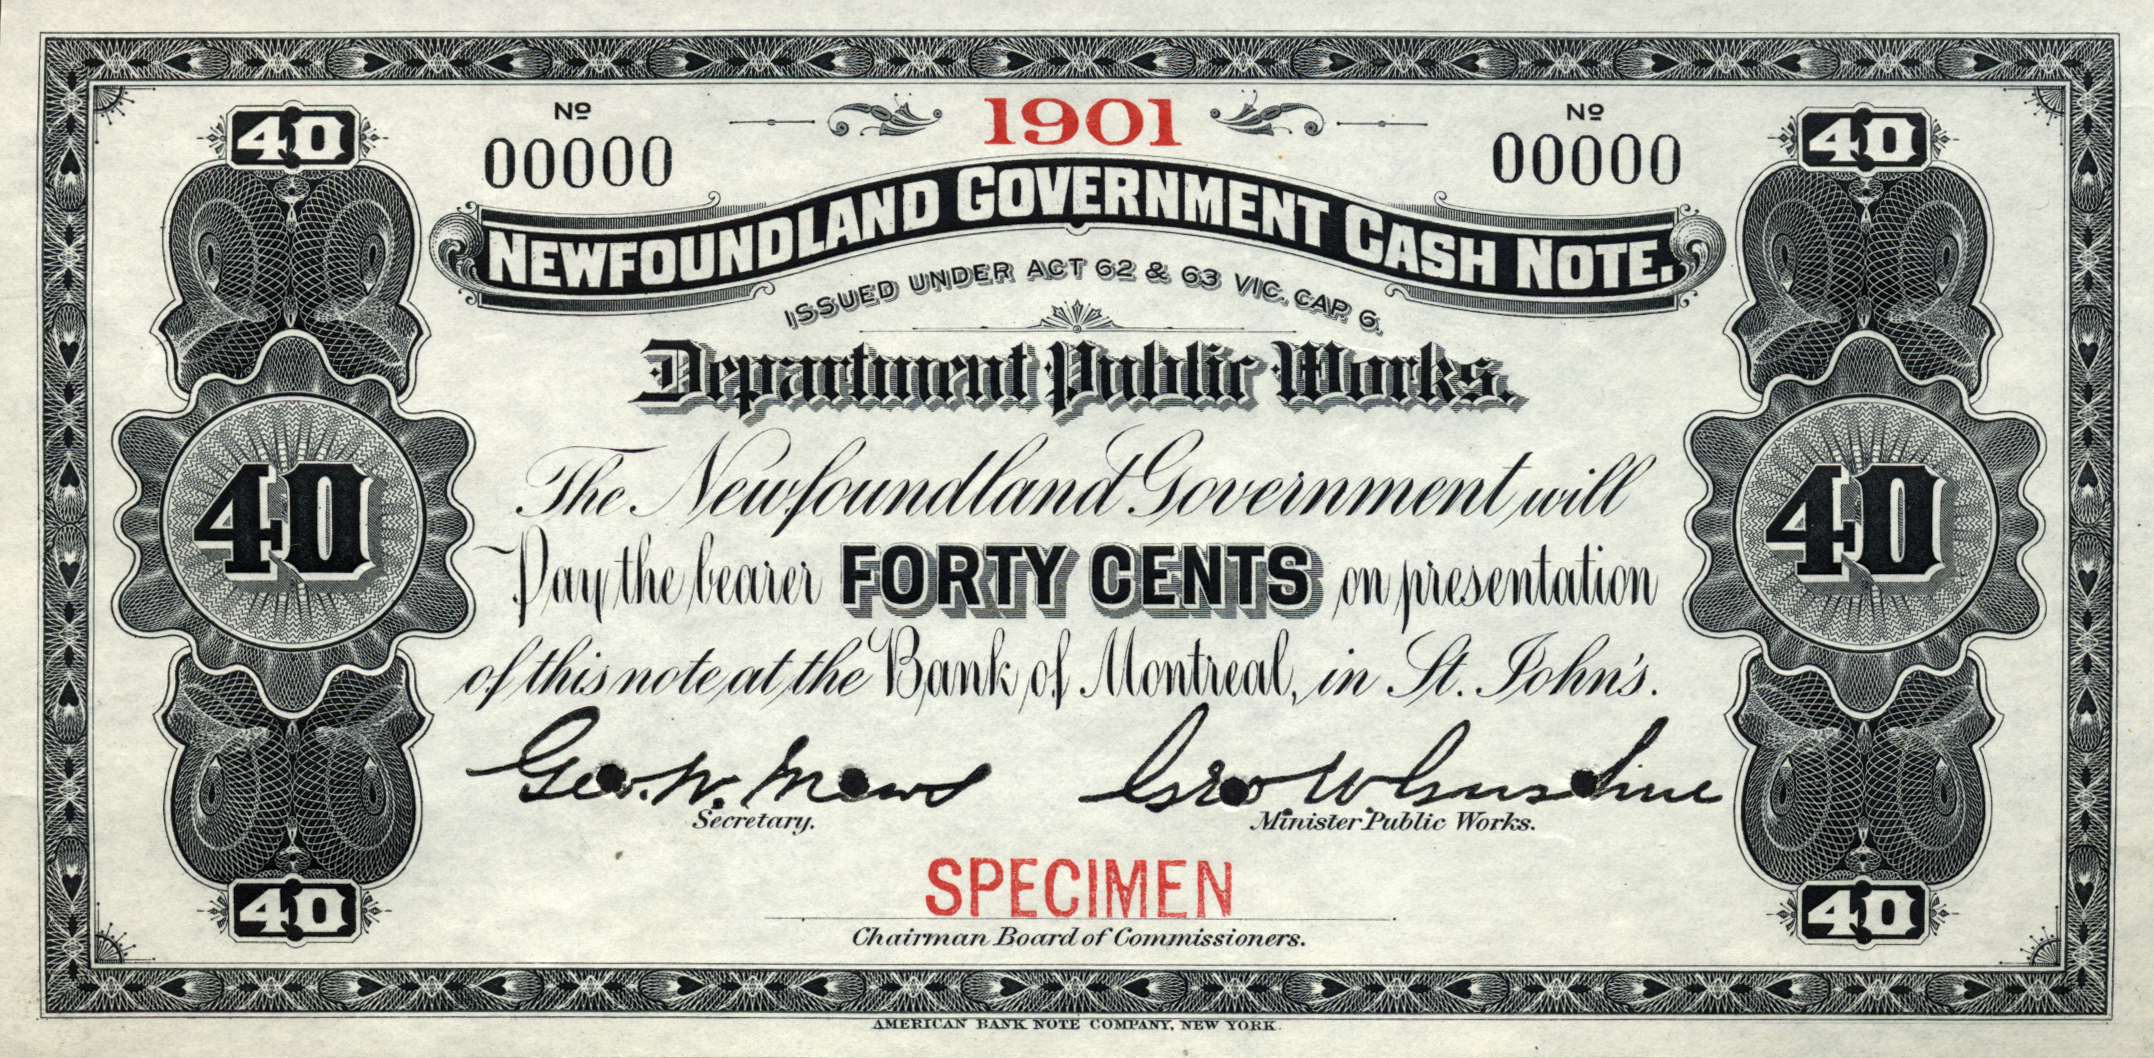 40 Nº 1901 Nº 40
00000 00000
NEWFOUNDLAND GOVERNMENT CASH NOTE.
ISSUED UNDER ACT 62 & 63 VIC. CAP. 6.
Department Public Works.
The Newfoundland Government will
40 Pay the bearer FORTY CENTS on presentation 40
of this note at the Bank of Montreal, in St. John's.
Geo. W. Mews
Secretary. Minister Public Works.
SPECIMEN
40 40
Chairman Board of Commissioners.
AMERICAN BANK NOTE COMPANY, NEW YORK.